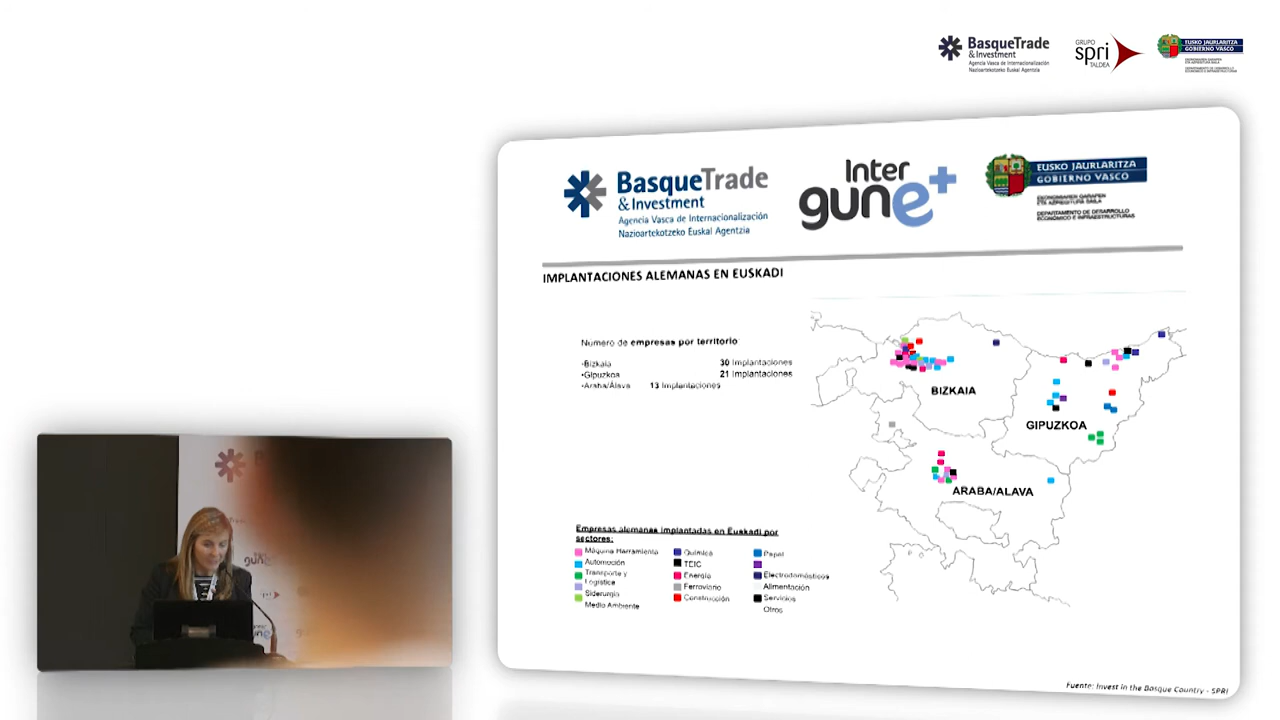 BasqueTrade
& Investment
Agencia Vasca de Internacionalización
Nazioartekotzeko Euskal Agentzia
GRUPO
spri
TALDEA
EUSKO JAURLARITZA
GOBIERNO VASCO
BasqueTrade
& Investment
Agencia Vasca de Internacionalización
Nazioartekotzeko Euskal Agentzia
Inter
gune+
EUSKO JAURLARITZA
GOBIERNO VASCO
EKONOMIAREN GARAPEN
ETA AZPIEGITURA SAILA
DEPARTAMENTO DE DESARROLLO
ECONÓMICO E INFRAESTRUCTURAS
IMPLANTACIONES ALEMANAS EN EUSKADI
Numero de empresas por territorio
•Bizkaia 30 Implantaciones
•Gipuzkoa 21 Implantaciones
•Araba/Álava 13 Implantaciones
BIZKAIA
GIPUZKOA
ARABA/ALAVA
Empresas alemanas implantadas en Euskadi por
sectores:
Máquina Herramienta
Automoción
Transporte y
Logística
Siderurgia
Medio Ambiente
Química
TEIC
Energía
Ferroviario
Construcción
Papel
Electrodomésticos
Alimentación
Servicios
Otros
Fuente: Invest in the Basque Country - SPRI